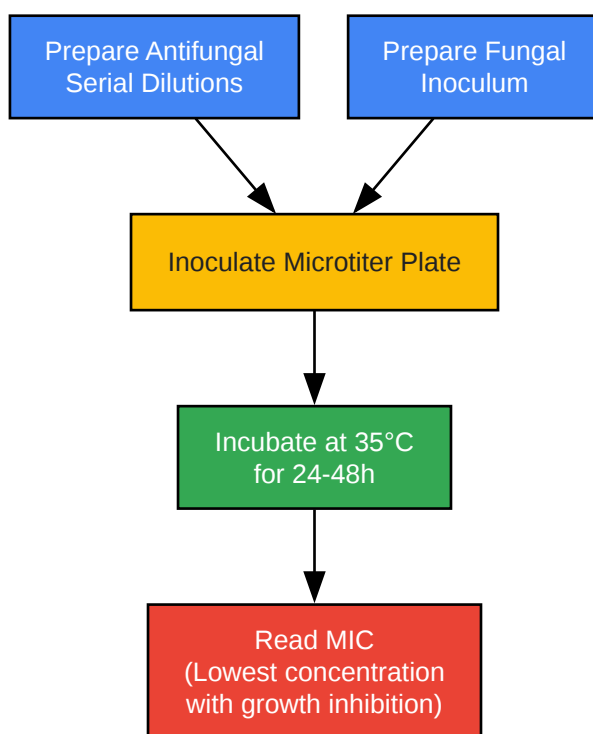 Prepare Antifungal
Serial Dilutions
Prepare Fungal
Inoculum
Inoculate Microtiter Plate
Incubate at 35°C
for 24-48h
Read MIC
(Lowest concentration
with growth inhibition)